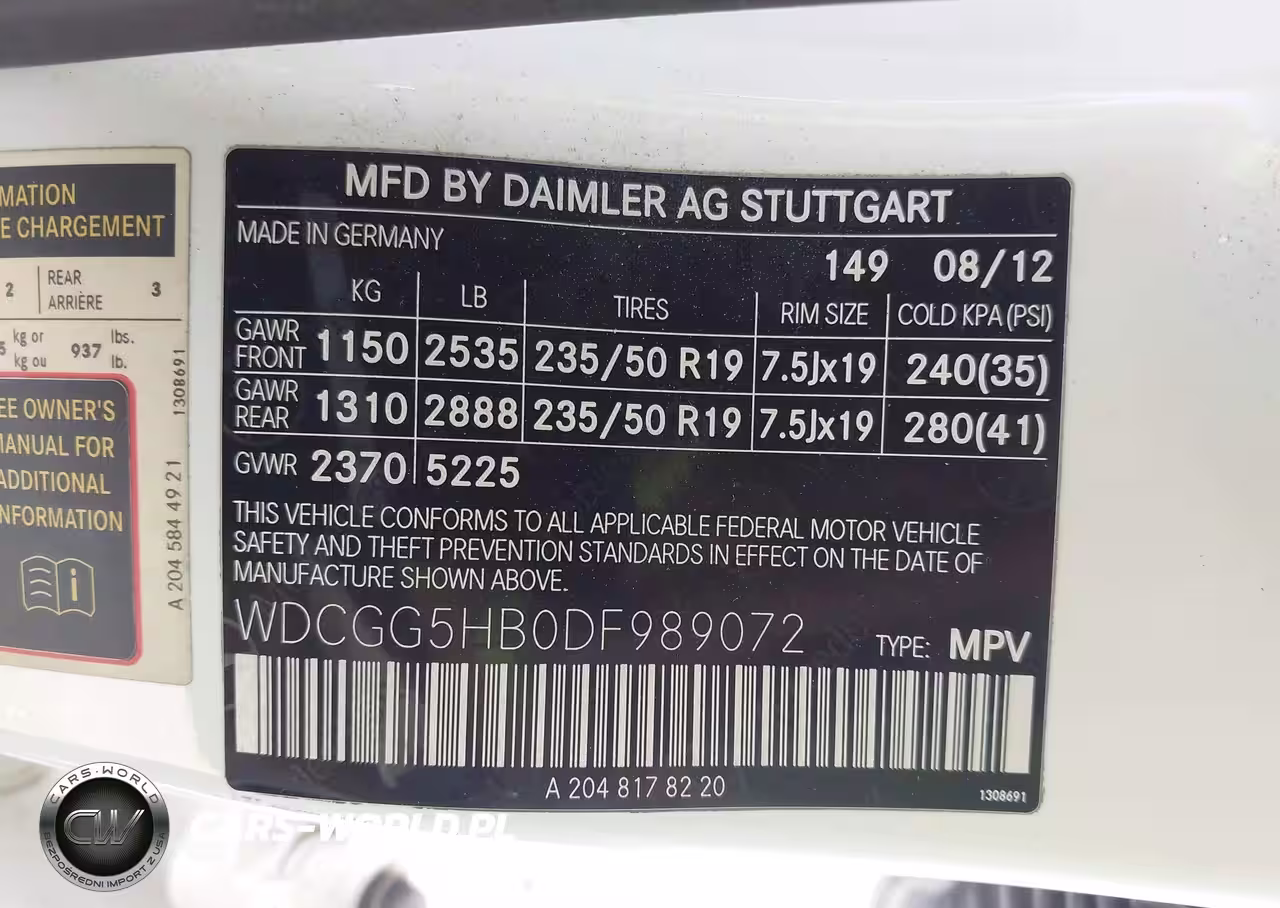 MATION
E CHARGEMENT
2 REAR ARRIÈRE 3
5 kg or kg ou 937 lbs. lb.
EE OWNER'S
MANUAL FOR
ADDITIONAL
NFORMATION
A 204 584 49 21 1308691
MFD BY DAIMLER AG STUTTGART
MADE IN GERMANY
149 08/12
KG LB TIRES RIM SIZE COLD KPA (PSI)
GAWR FRONT 1150 2535 235/50 R19 7.5Jx19 240(35)
GAWR REAR 1310 2888 235/50 R19 7.5Jx19 280(41)
GVWR 2370 5225
THIS VEHICLE CONFORMS TO ALL APPLICABLE FEDERAL MOTOR VEHICLE
SAFETY AND THEFT PREVENTION STANDARDS IN EFFECT ON THE DATE OF
MANUFACTURE SHOWN ABOVE.
WDCGG5HB0DF989072 TYPE: MPV
A 204 817 82 20
1308691
CARS-WORLD
CW
BEZPOŚREDNI IMPORT Z USA
CARS-WORLD.PL